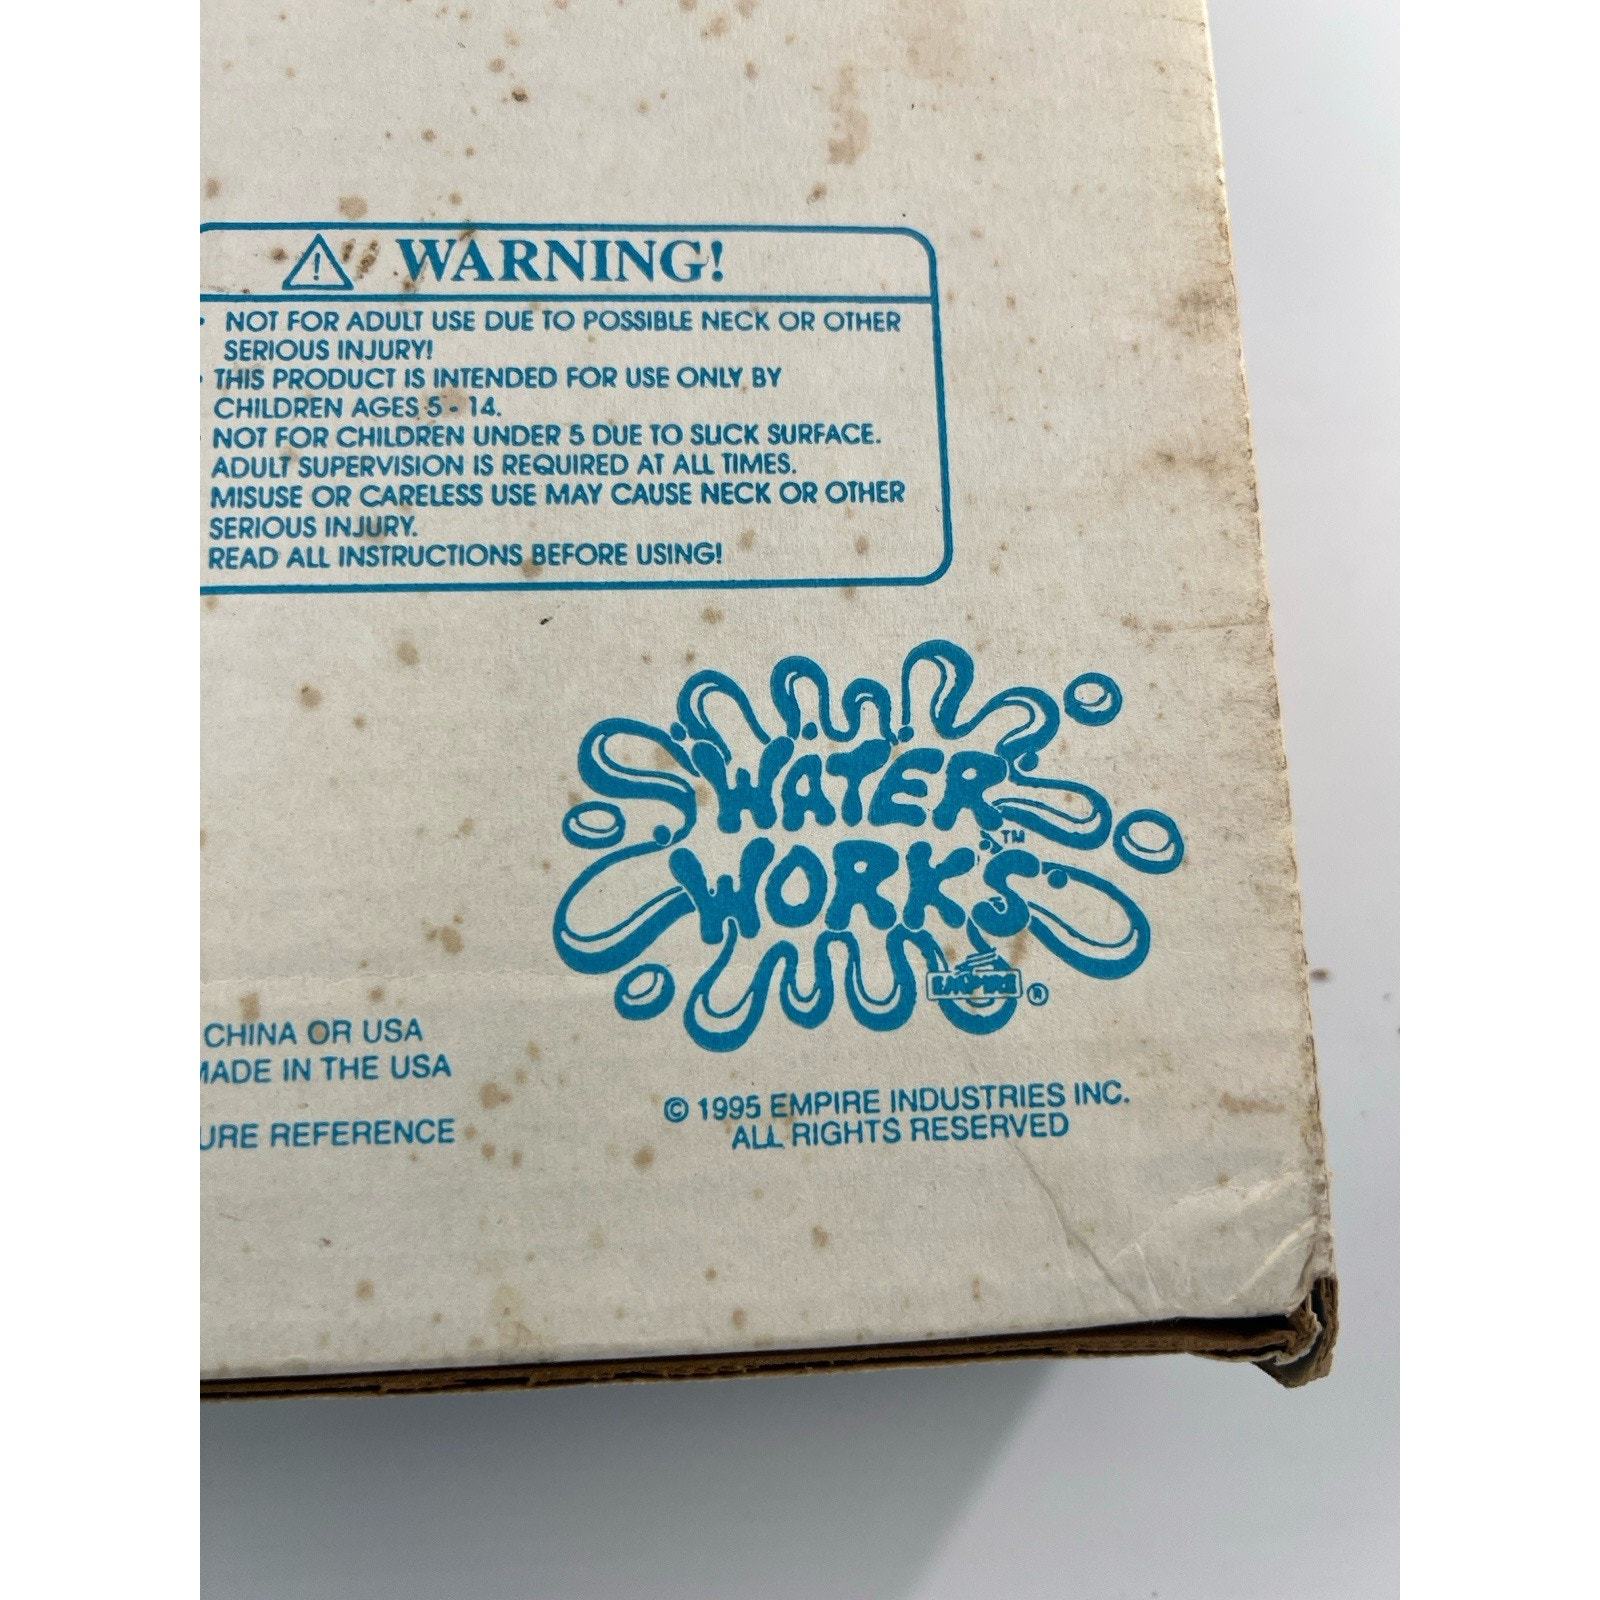 WARNING!
• NOT FOR ADULT USE DUE TO POSSIBLE NECK OR OTHER
SERIOUS INJURY!
• THIS PRODUCT IS INTENDED FOR USE ONLY BY
CHILDREN AGES 5 - 14.
NOT FOR CHILDREN UNDER 5 DUE TO SLICK SURFACE.
ADULT SUPERVISION IS REQUIRED AT ALL TIMES.
MISUSE OR CARELESS USE MAY CAUSE NECK OR OTHER
SERIOUS INJURY.
READ ALL INSTRUCTIONS BEFORE USING!
WATER
WORKS™
EMPIRE®
CHINA OR USA
MADE IN THE USA
URE REFERENCE
© 1995 EMPIRE INDUSTRIES INC.
ALL RIGHTS RESERVED